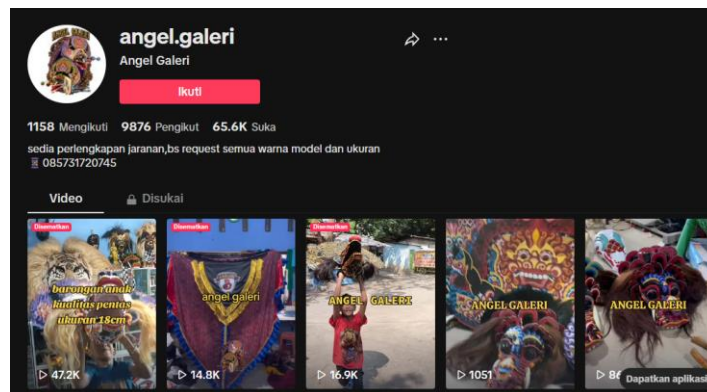 ANGEL GALERI
angel.galeri
Angel Galeri
Ikuti
1158 Mengikuti 9876 Pengikut 65.6K Suka
sedia perlengkapan jaranan,bs request semua warna model dan ukuran
085731720745
Video Disukai
Disematkan
barongan anak
kualitas pentas
ukuran 18cm
47.2K
Disematkan
angel galeri
14.8K
Disematkan
ANGEL GALERI
16.9K
ANGEL GALERI
1051
ANGEL GALERI
Dapatkan aplikasi